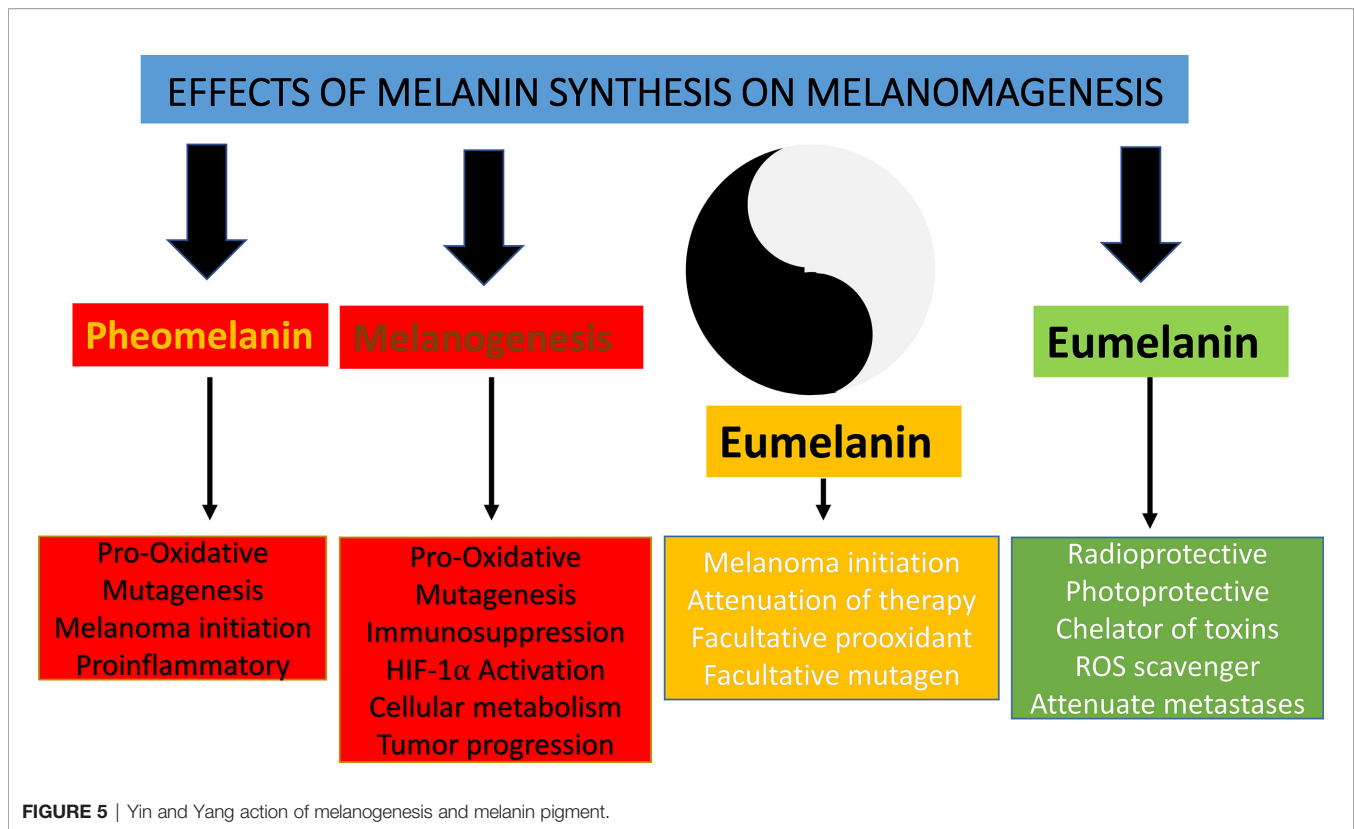 EFFECTS OF MELANIN SYNTHESIS ON MELANOMAGENESIS
Pheomelanin
Pro-Oxidative
Mutagenesis
Melanoma initiation
Proinflammatory
Melanogenesis
Pro-Oxidative
Mutagenesis
Immunosuppression
HIF-1α Activation
Cellular metabolism
Tumor progression
Eumelanin
Melanoma initiation
Attenuation of therapy
Facultative prooxidant
Facultative mutagen
Eumelanin
Radioprotective
Photoprotective
Chelator of toxins
ROS scavenger
Attenuate metastases
FIGURE 5 | Yin and Yang action of melanogenesis and melanin pigment.